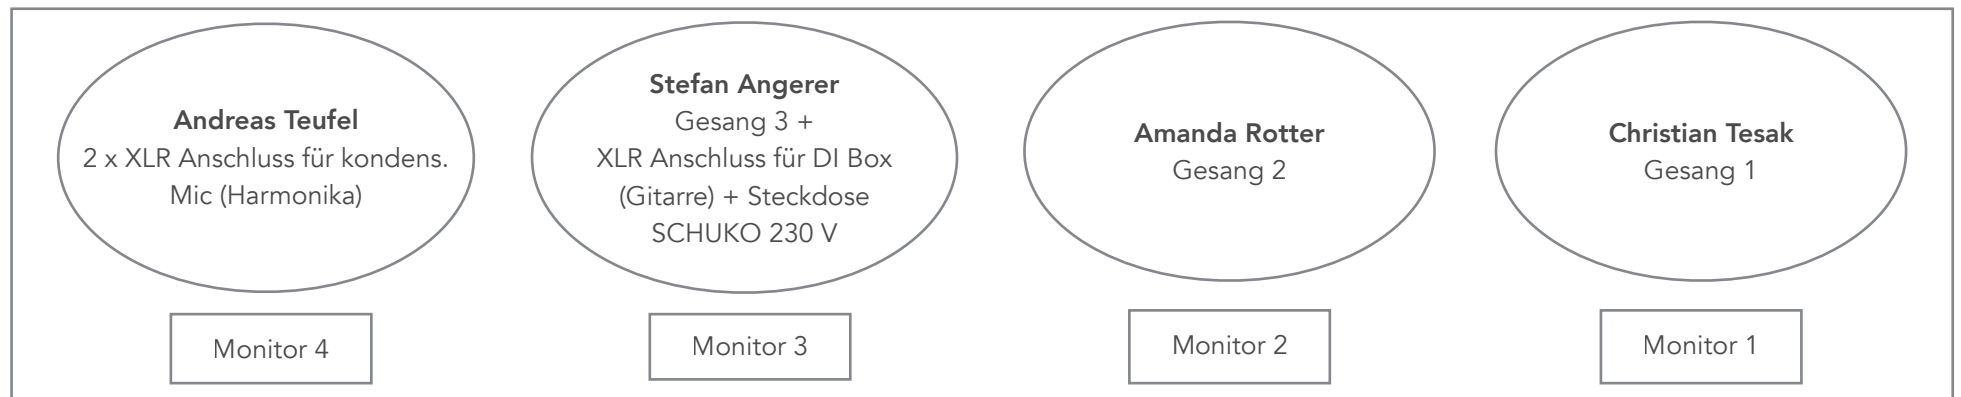 Andreas Teufel
2 x XLR Anschluss für kondens.
Mic (Harmonika)
Stefan Angerer
Gesang 3 +
XLR Anschluss für DI Box
(Gitarre) + Steckdose
SCHUKO 230 V
Amanda Rotter
Gesang 2
Christian Tesak
Gesang 1
Monitor 4
Monitor 3
Monitor 2
Monitor 1